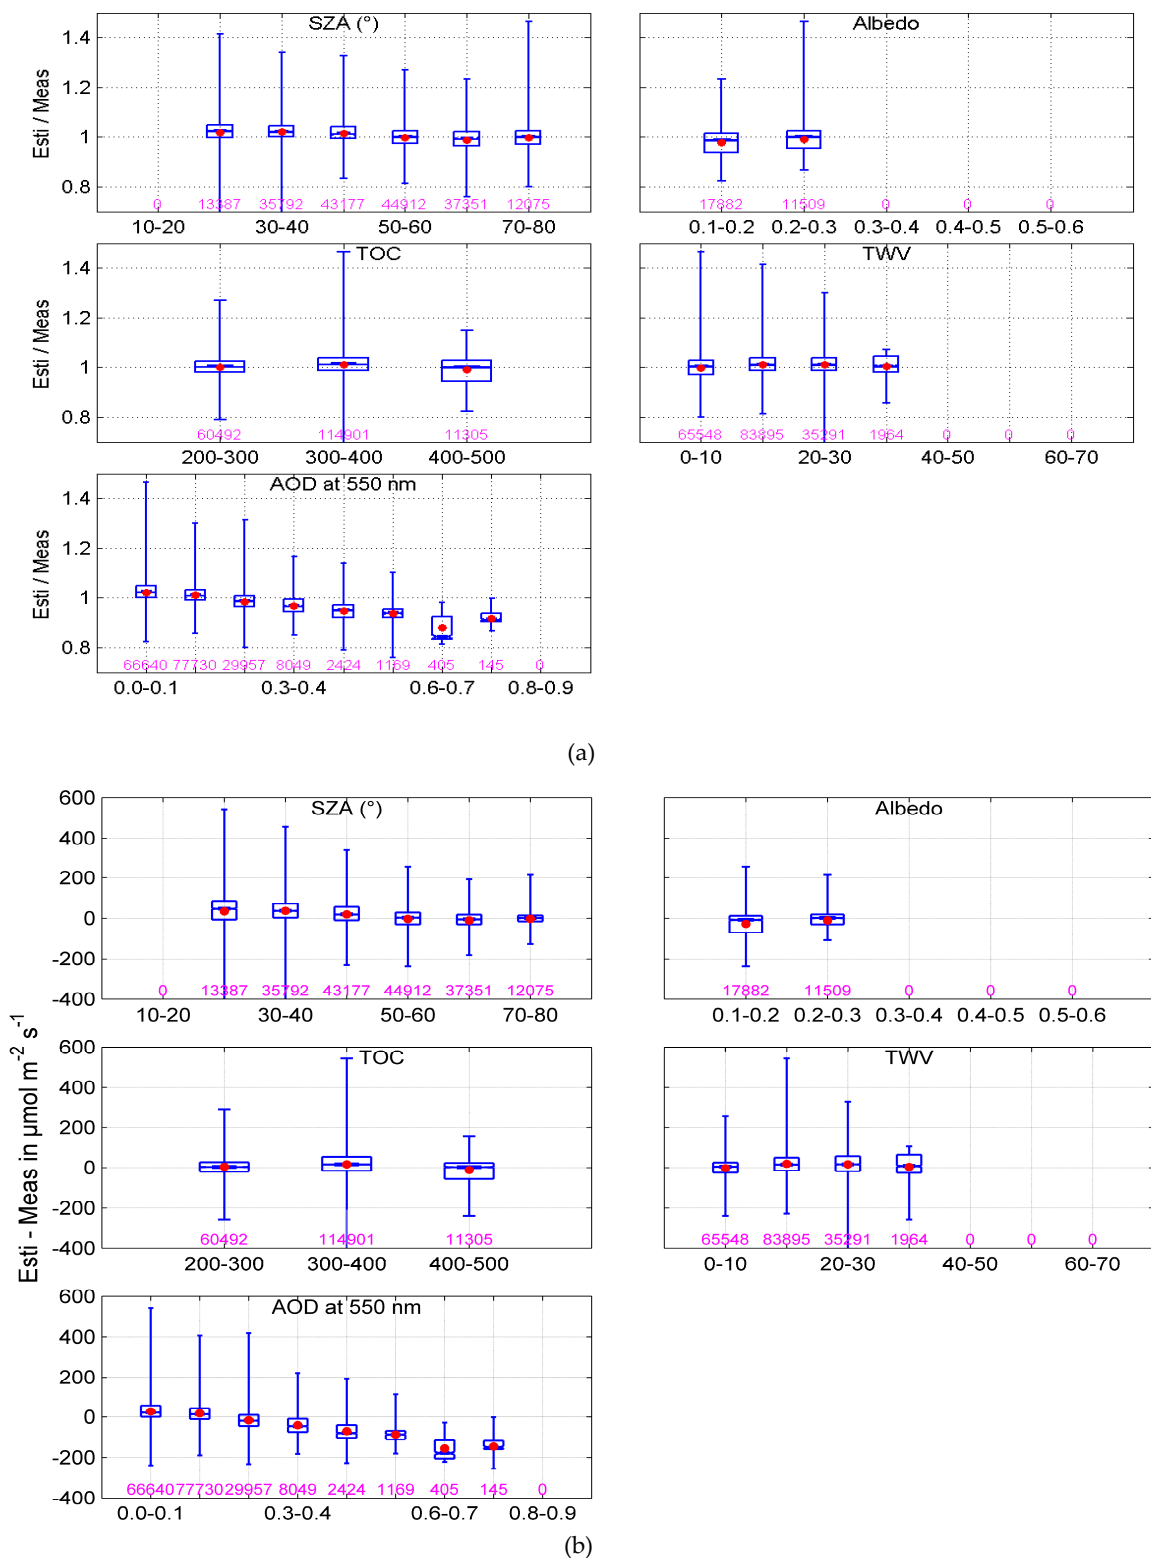 SZA (°)
Esti / Meas
1.4
1.2
1
0.8
0 13387 35792 43177 44912 37351 12075
10-20 30-40 50-60 70-80
Albedo
17882 11509 0 0 0
0.1-0.2 0.2-0.3 0.3-0.4 0.4-0.5 0.5-0.6
TOC
Esti / Meas
1.4
1.2
1
0.8
60492 114901 11305
200-300 300-400 400-500
TWV
65548 83895 35291 1964 0 0 0
0-10 20-30 40-50 60-70
AOD at 550 nm
Esti / Meas
1.4
1.2
1
0.8
66640 77730 29957 8049 2424 1169 405 145 0
0.0-0.1 0.3-0.4 0.6-0.7 0.8-0.9
(a)
Esti - Meas in µmol m⁻² s⁻¹
SZA (°)
600
400
200
0
-200
-400
0 13387 35792 43177 44912 37351 12075
10-20 30-40 50-60 70-80
Albedo
17882 11509 0 0 0
0.1-0.2 0.2-0.3 0.3-0.4 0.4-0.5 0.5-0.6
TOC
600
400
200
0
-200
-400
60492 114901 11305
200-300 300-400 400-500
TWV
65548 83895 35291 1964 0 0 0
0-10 20-30 40-50 60-70
AOD at 550 nm
600
400
200
0
-200
-400
66640 77730 29957 8049 2424 1169 405 145 0
0.0-0.1 0.3-0.4 0.6-0.7 0.8-0.9
(b)